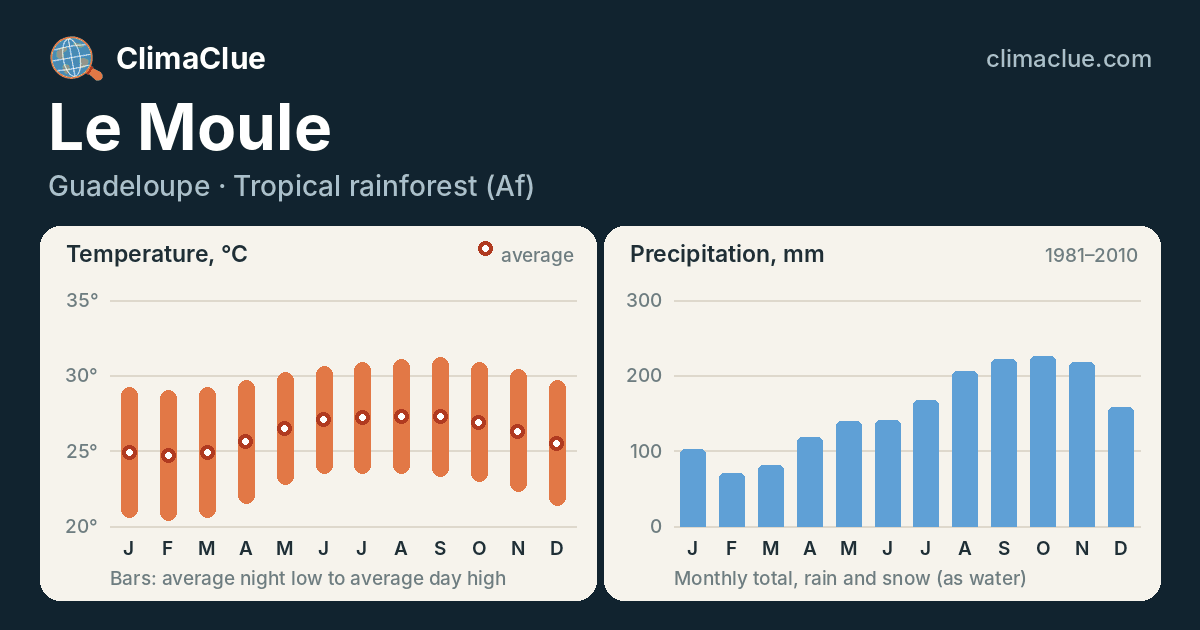 ClimaClue
climaclue.com
Le Moule
Guadeloupe · Tropical rainforest (Af)
Temperature, °C
average
35°
30°
25°
20°
J F M A M J J A S O N D
Bars: average night low to average day high
Precipitation, mm
1981–2010
300
200
100
0
J F M A M J J A S O N D
Monthly total, rain and snow (as water)